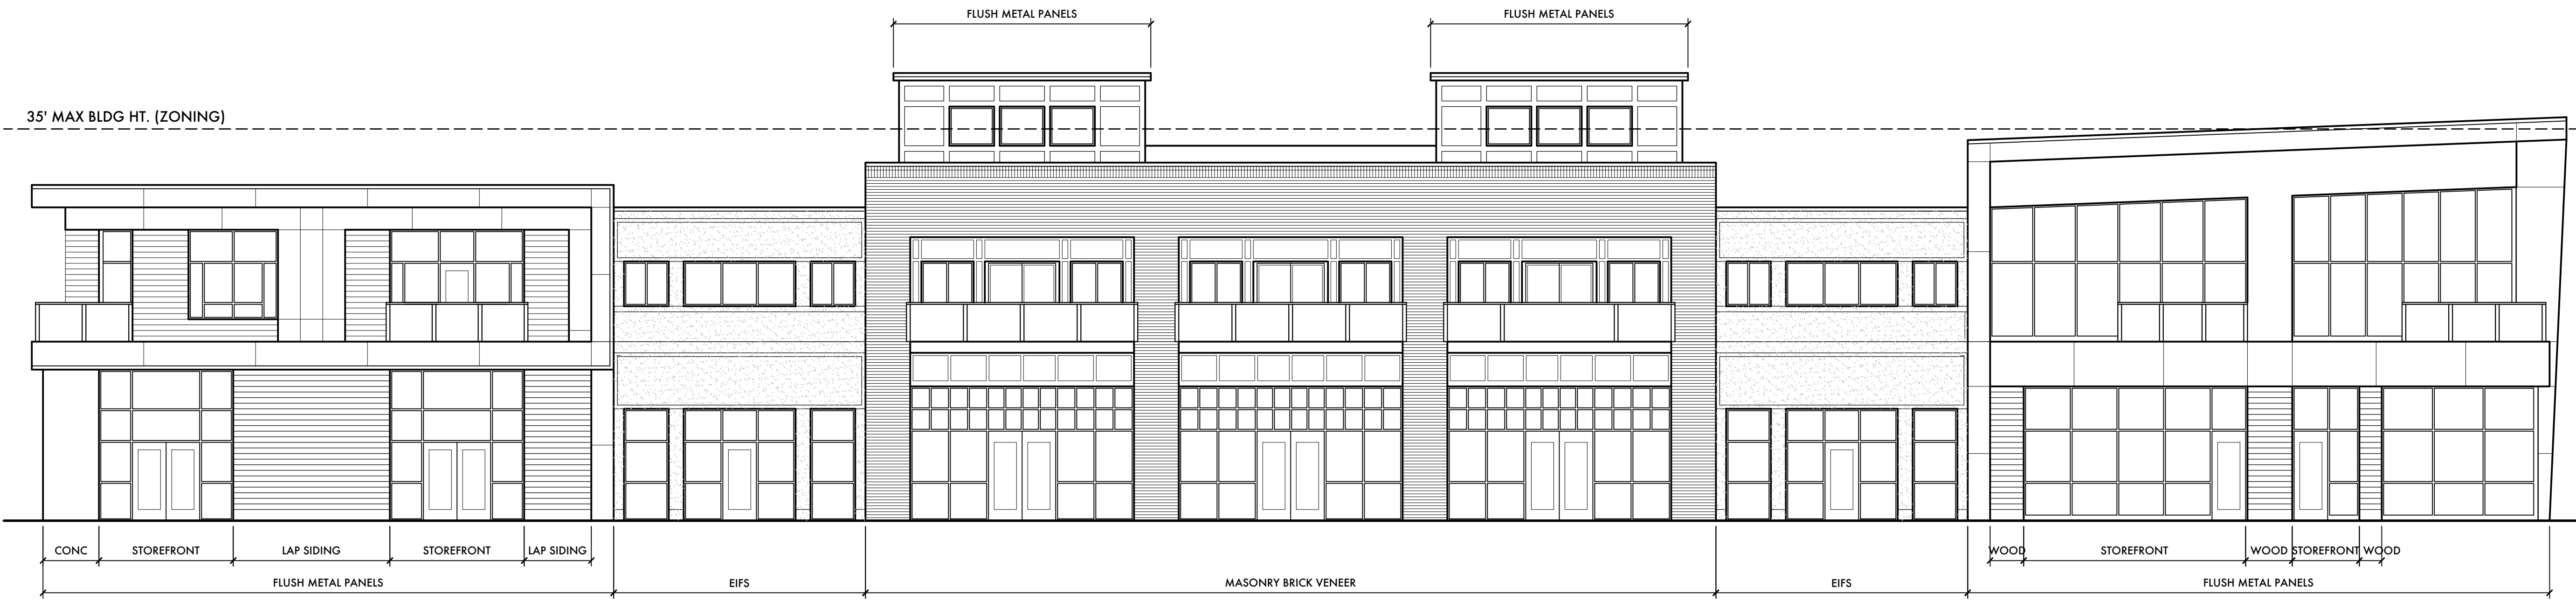 FLUSH METAL PANELS
FLUSH METAL PANELS
35' MAX BLDG HT. (ZONING)
CONC
STOREFRONT
LAP SIDING
STOREFRONT
LAP SIDING
WOOD
STOREFRONT
WOOD
STOREFRONT
WOOD
FLUSH METAL PANELS
EIFS
MASONRY BRICK VENEER
EIFS
FLUSH METAL PANELS